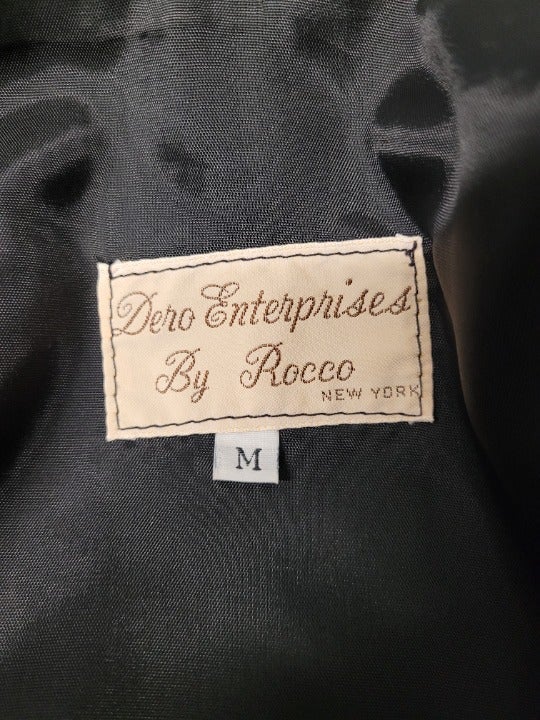 Dero Enterprises
By Rocco
NEW YORK
M